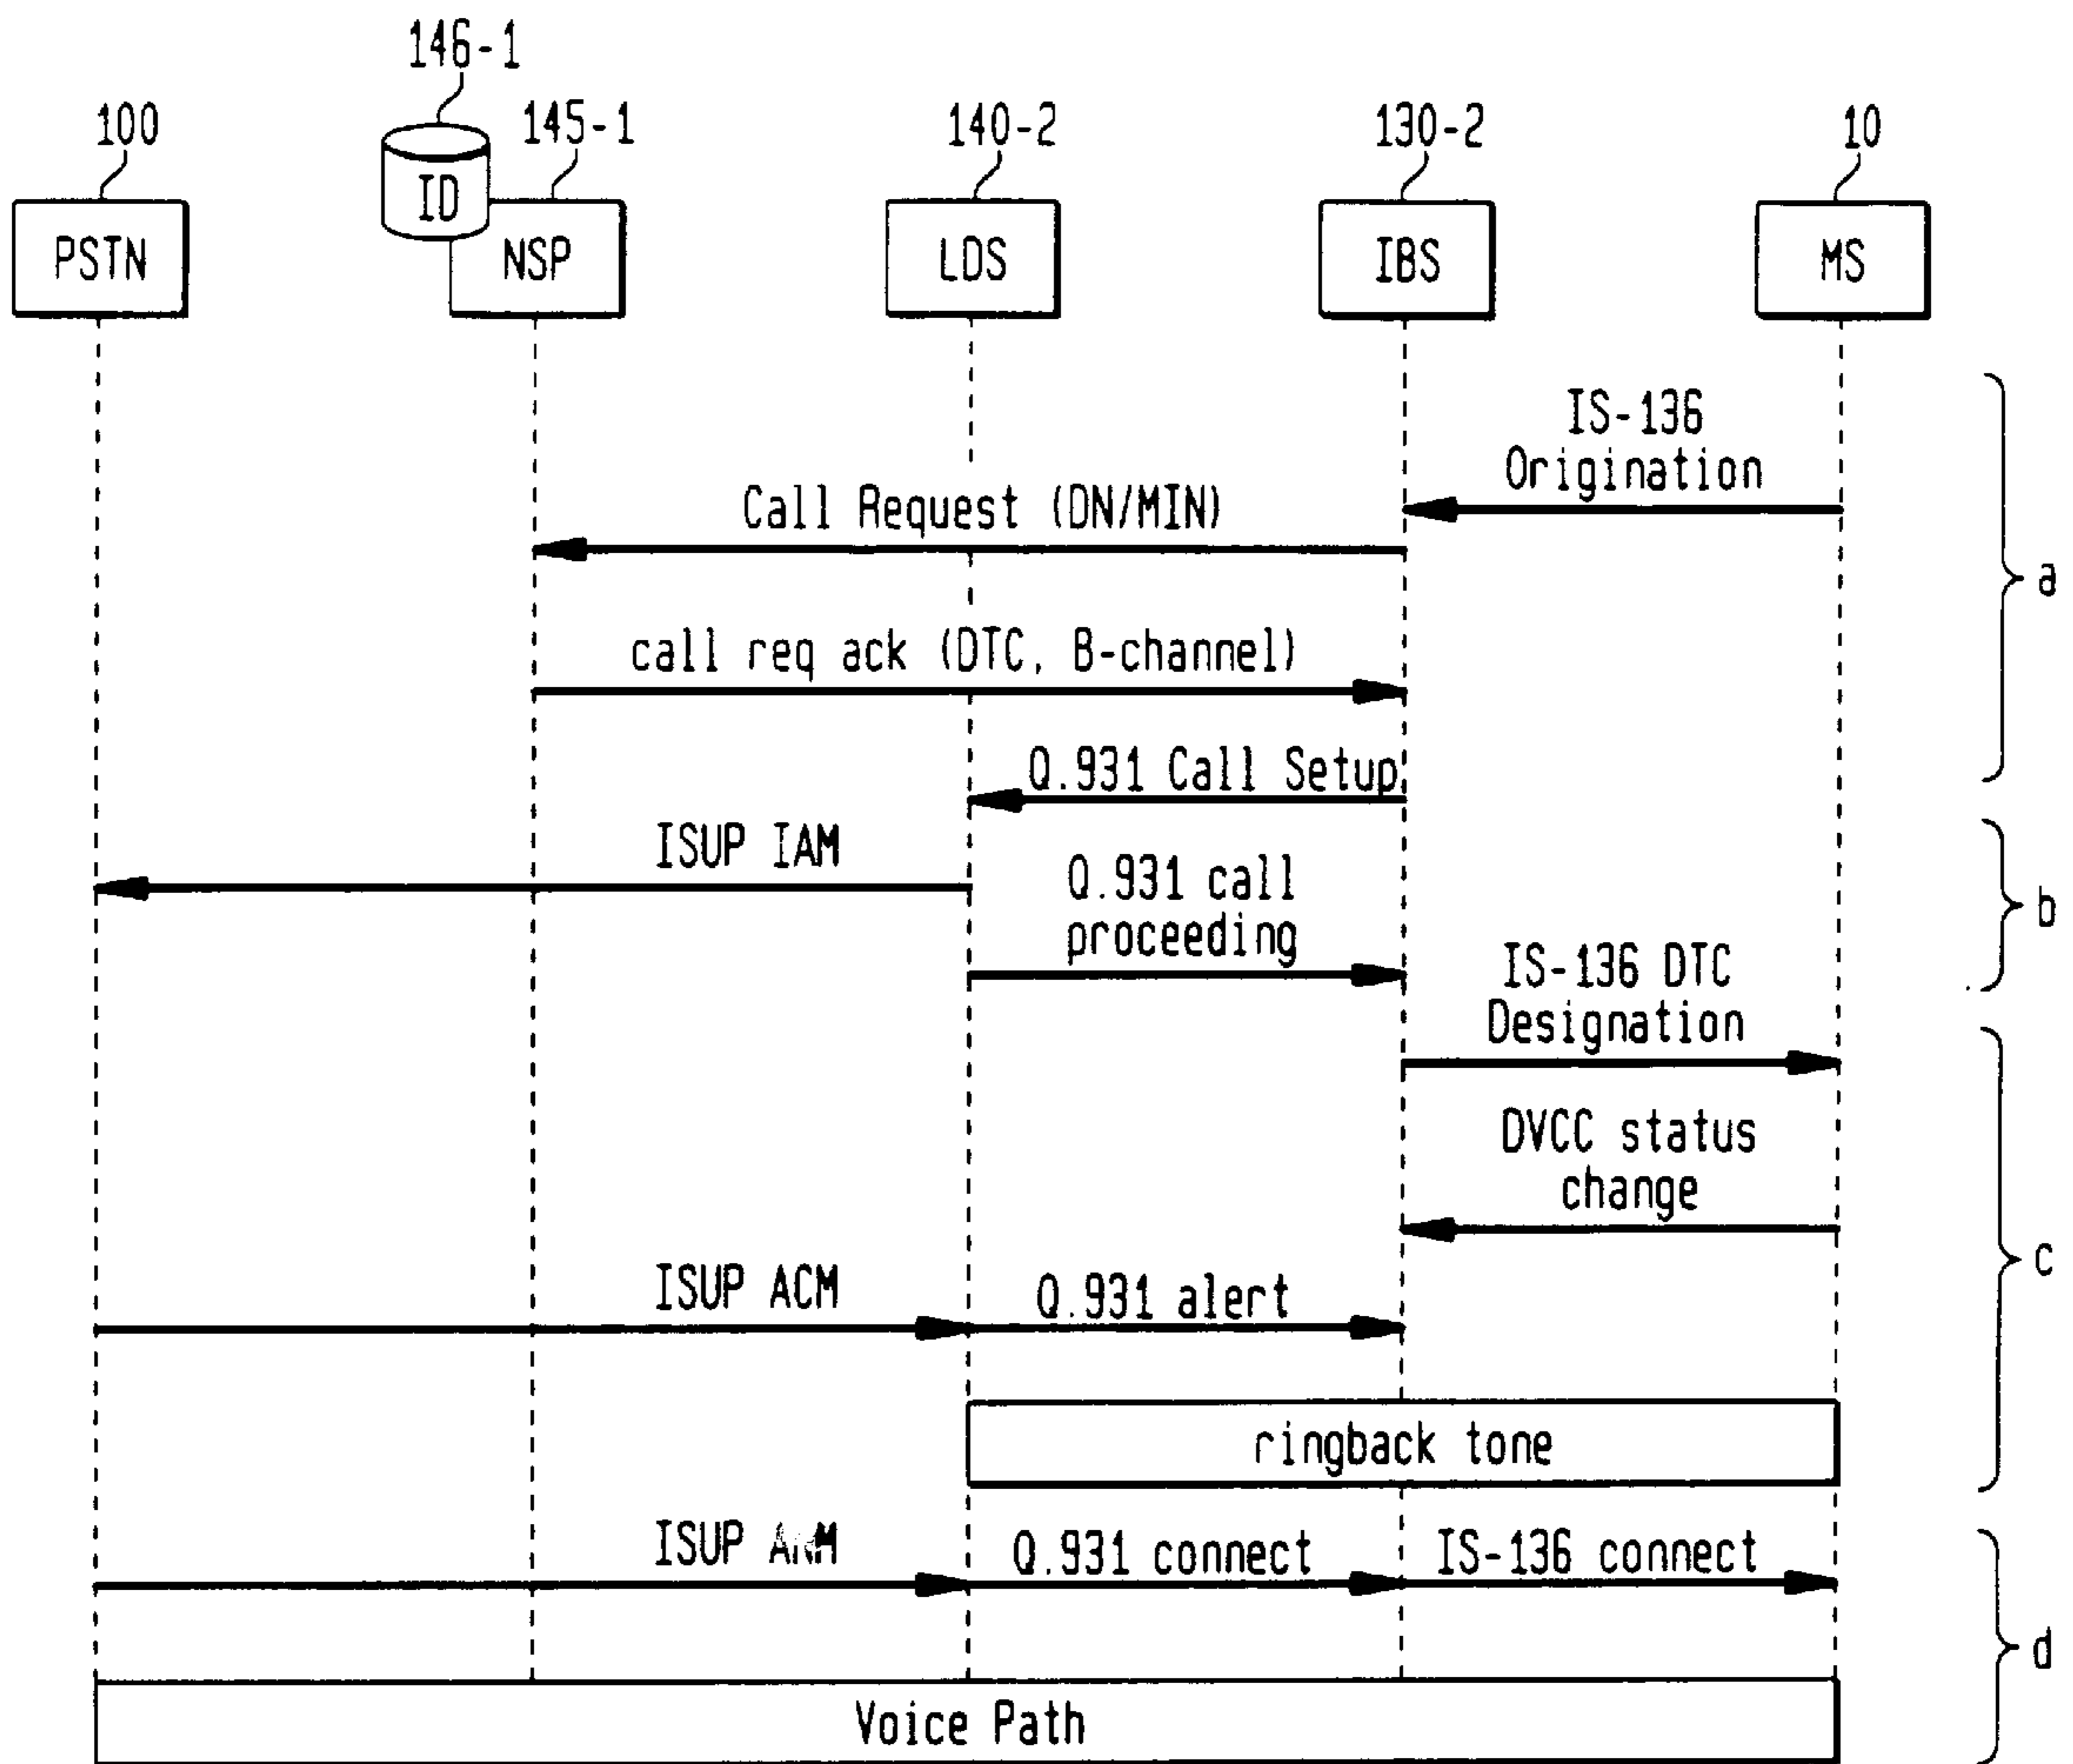 146-1
100
145-1
140-2
130-2
10
ID
PSTN
NSP
LDS
IBS
MS
IS-136
Origination
Call Request (DN/MIN)
a
call req ack (DTC, B-channel)
Q.931 Call Setup
ISUP IAM
Q.931 call
proceeding
b
IS-136 DTC
Designation
DVCC status
change
c
ISUP ACM
Q.931 alert
ringback tone
ISUP
Q.931 connect
IS-136 connect
d
Voice Path